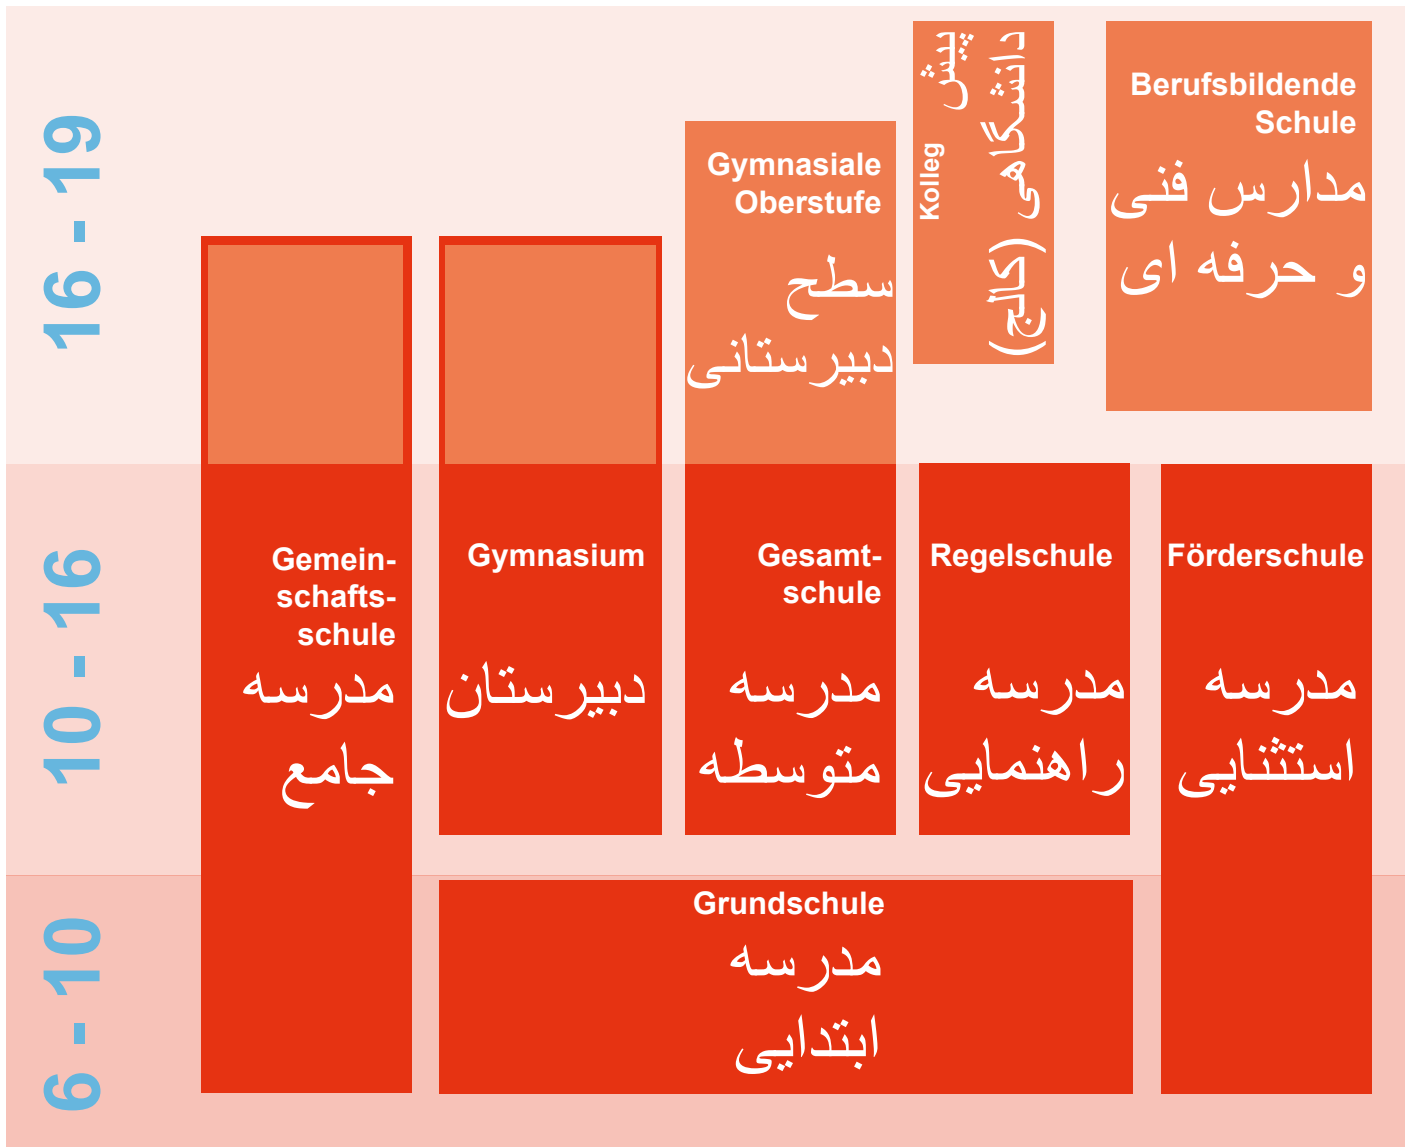 16 - 19
Gymnasiale
Oberstufe
سطح
دبیرستانی
Kolleg
پیش
دانشگاهی (کالج)
Berufsbildende
Schule
مدارس فنی
و حرفه ای
10 - 16
Gemein-
schafts-
schule
مدرسه
جامع
Gymnasium
دبیرستان
Gesamt-
schule
مدرسه
متوسطه
Regelschule
مدرسه
راهنمایی
Förderschule
مدرسه
استثنایی
6 - 10
Grundschule
مدرسه
ابتدایی